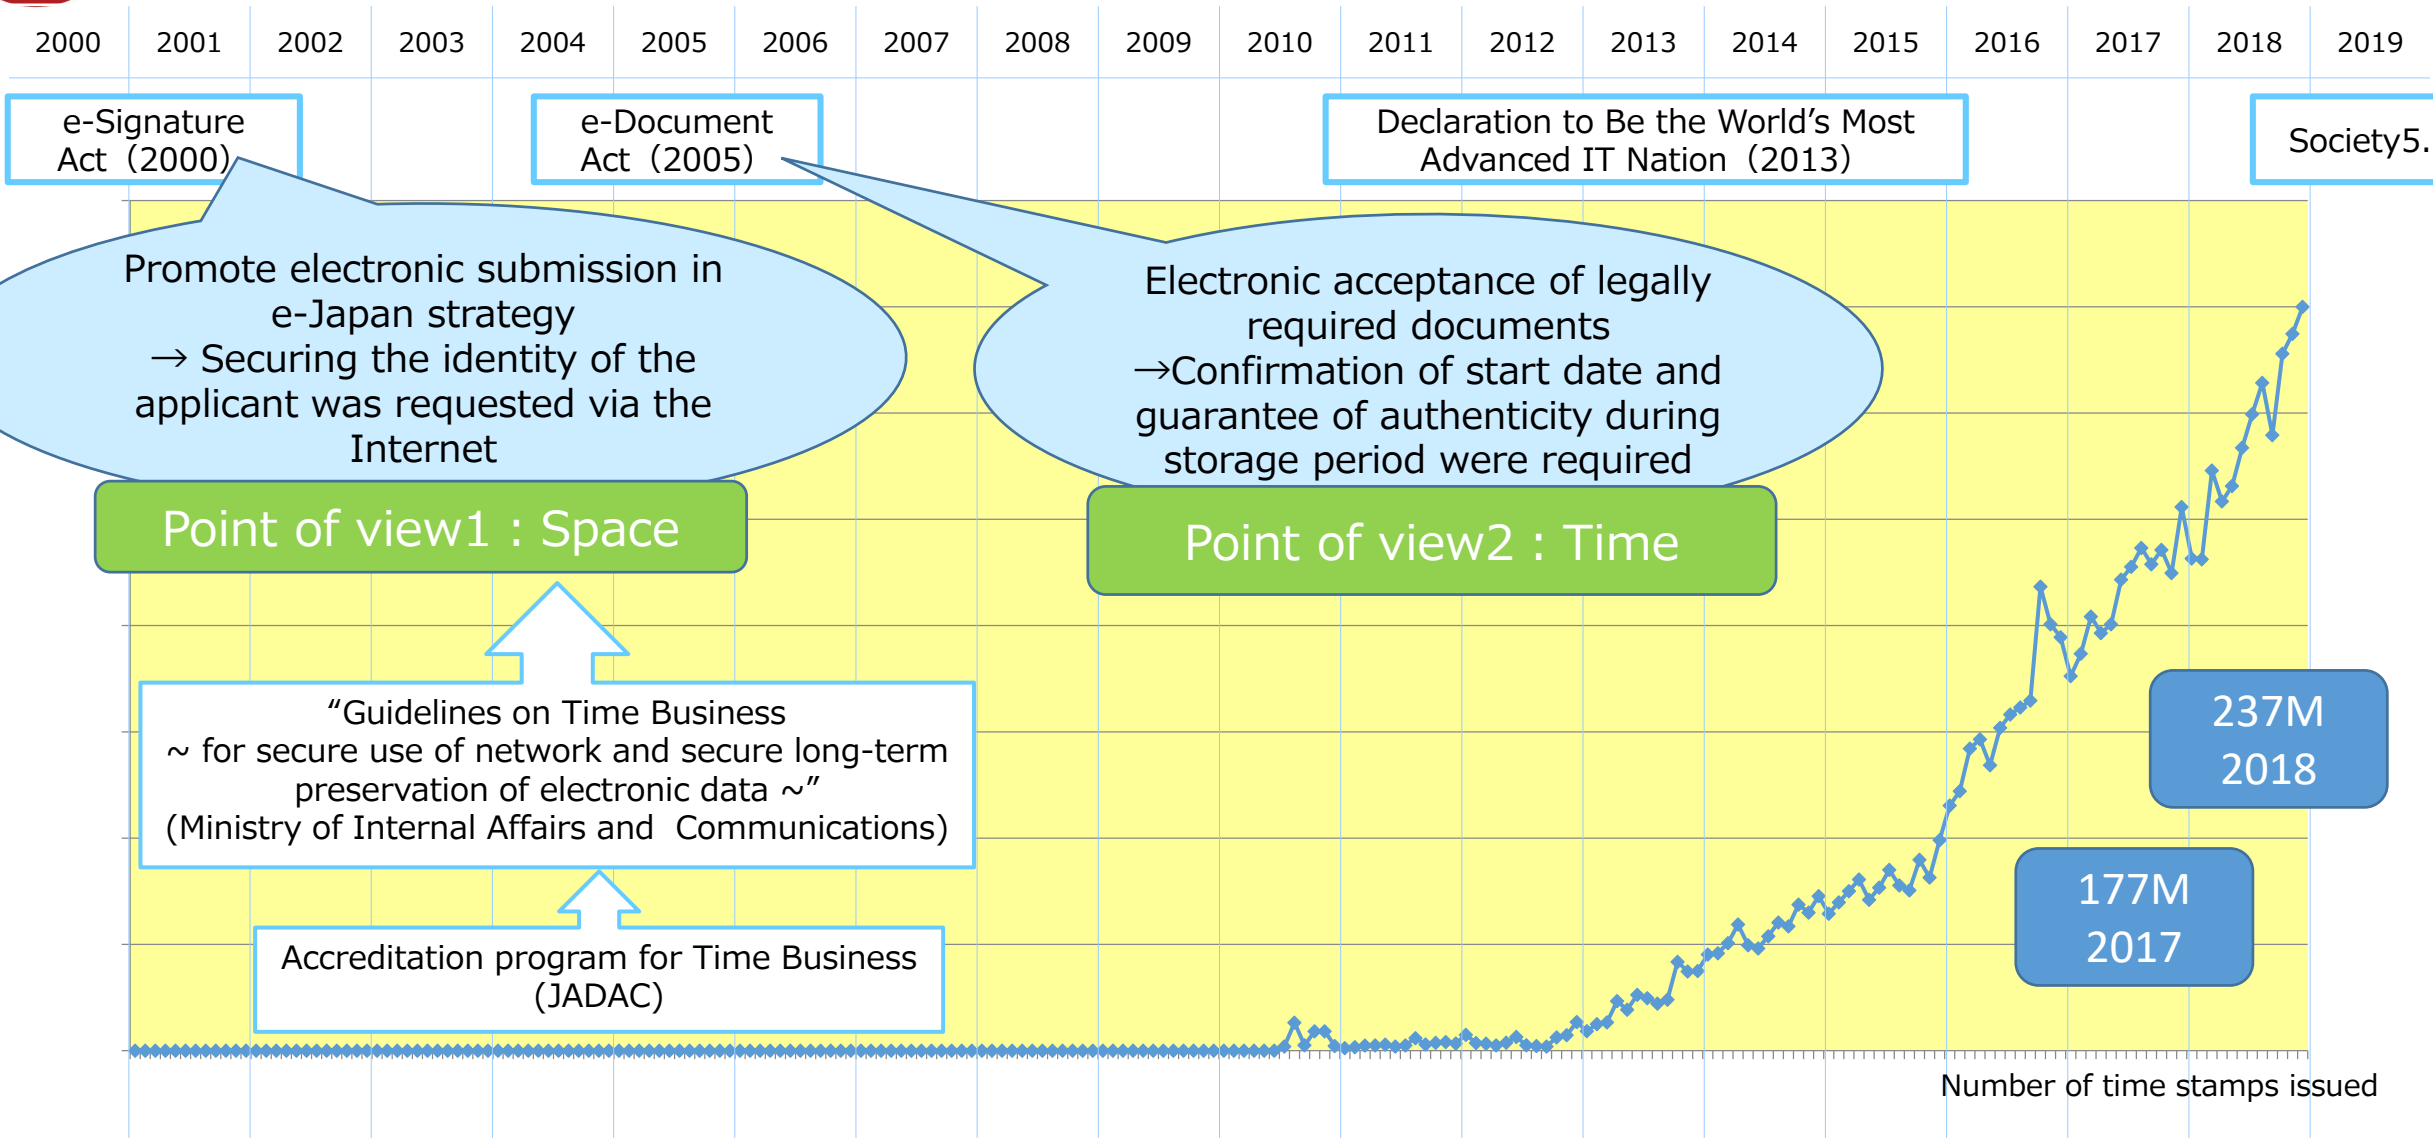 2000 2001 2002 2003 2004 2005 2006 2007 2008 2009 2010 2011 2012 2013 2014 2015 2016 2017 2018 2019
e-Signature
Act（2000）
e-Document
Act（2005）
Declaration to Be the World's Most
Advanced IT Nation（2013）
Society5.
Promote electronic submission in
e-Japan strategy
→ Securing the identity of the
applicant was requested via the
Internet
Point of view1 : Space
Electronic acceptance of legally
required documents
→Confirmation of start date and
guarantee of authenticity during
storage period were required
Point of view2 : Time
“Guidelines on Time Business
~ for secure use of network and secure long-term
preservation of electronic data ~”
(Ministry of Internal Affairs and Communications)
Accreditation program for Time Business
(JADAC)
237M
2018
177M
2017
Number of time stamps issued